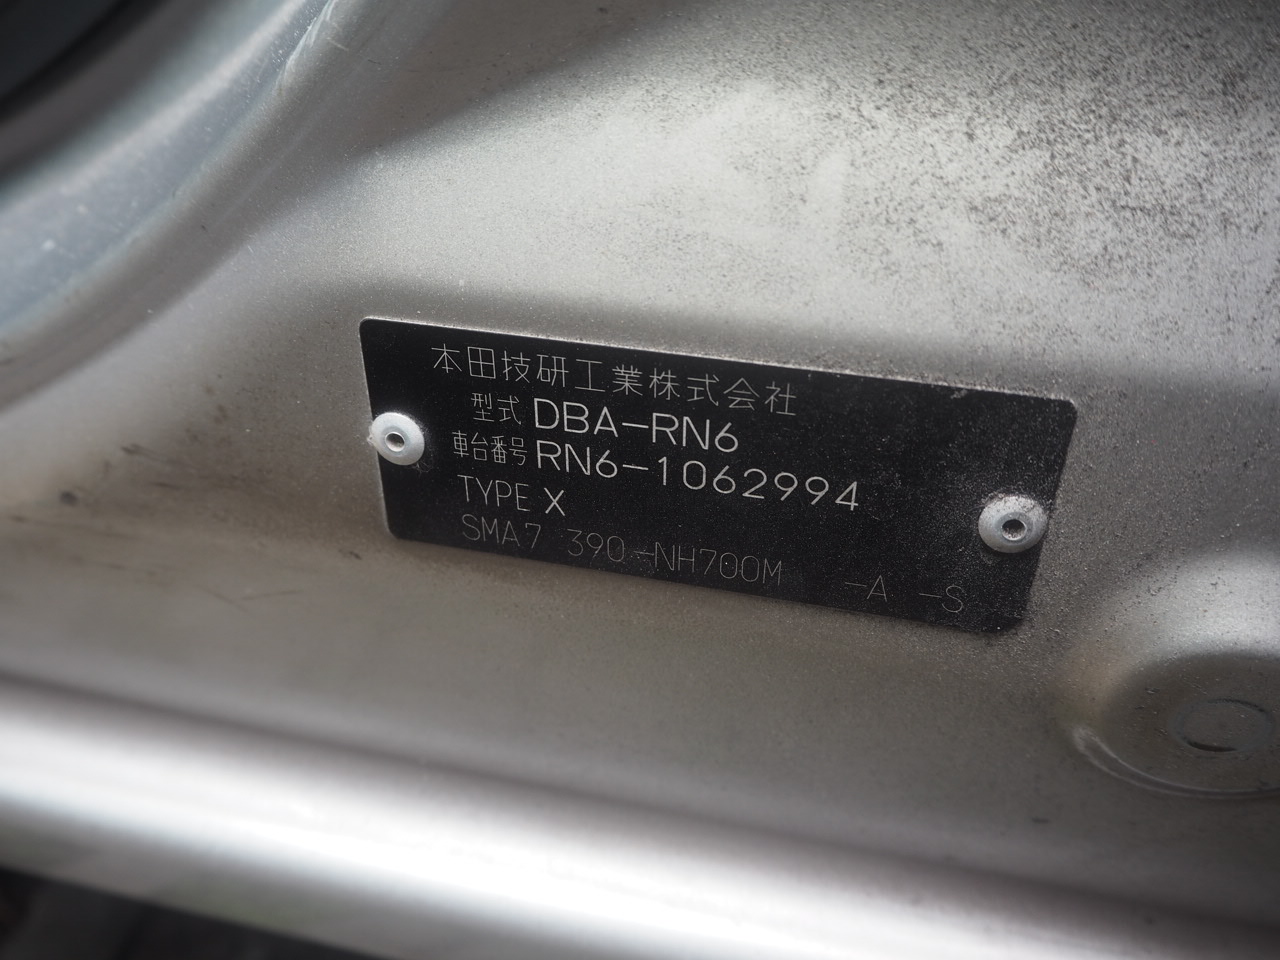 本田技研工業株式会社
型式 DBA-RN6
車台番号 RN6-1062994
TYPE X
SMA7 390-NH700M -A -S